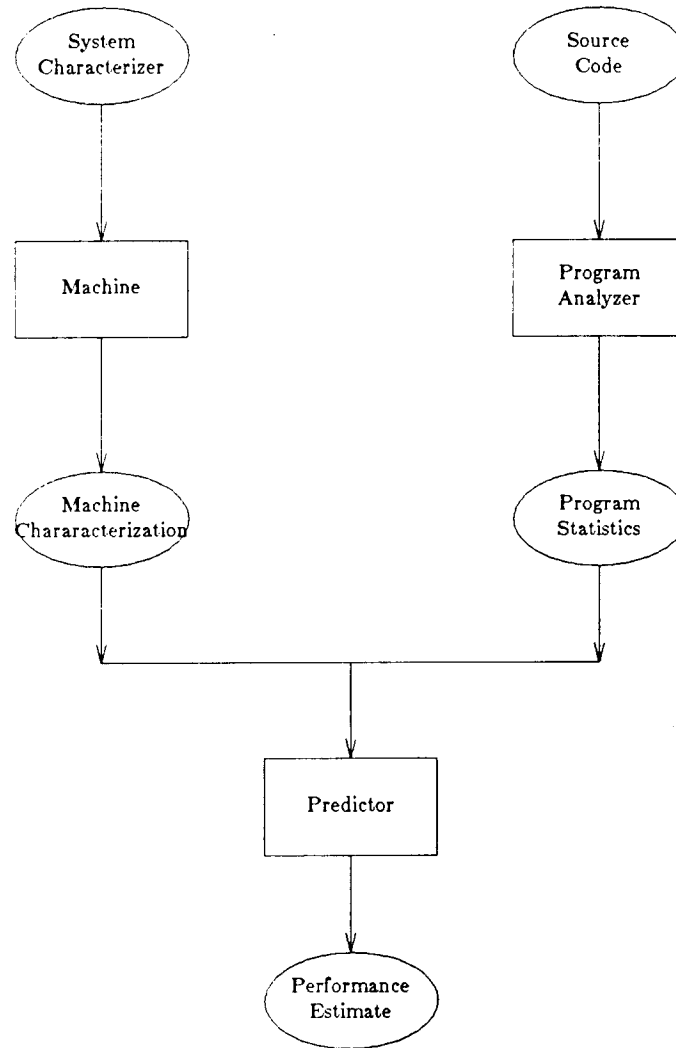 System
Characterizer
Source
Code
Machine
Program
Analyzer
Machine
Chararacterization
Program
Statistics
Predictor
Performance
Estimate